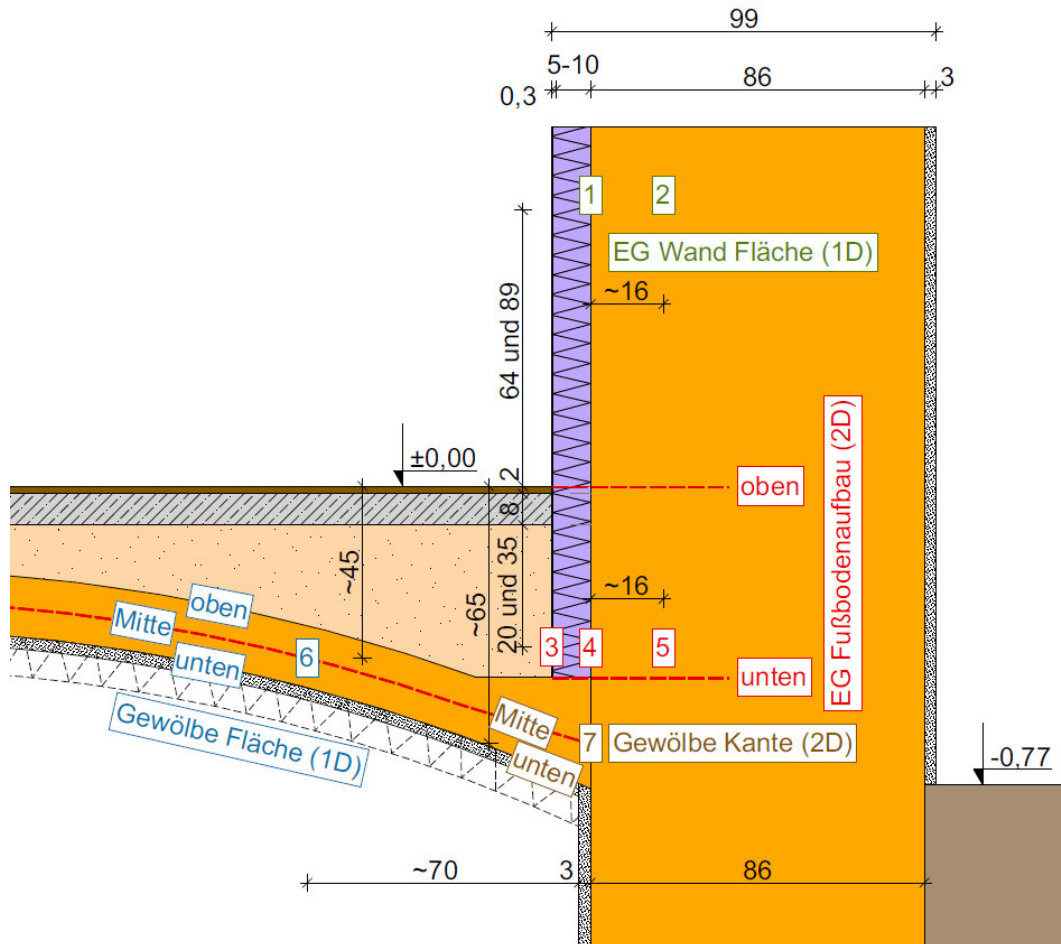 99
5-10
86
3
0,3
1
2
EG Wand Fläche (1D)
~16
64 und 89
±0,00
2
oben
8
EG Fußbodenaufbau (2D)
~45
20 und 35
~65
~16
oben
Mitte
6
3
4
5
unten
unten
Mitte
7
Gewölbe Kante (2D)
Gewölbe Fläche (1D)
unten
-0,77
~70
3
86